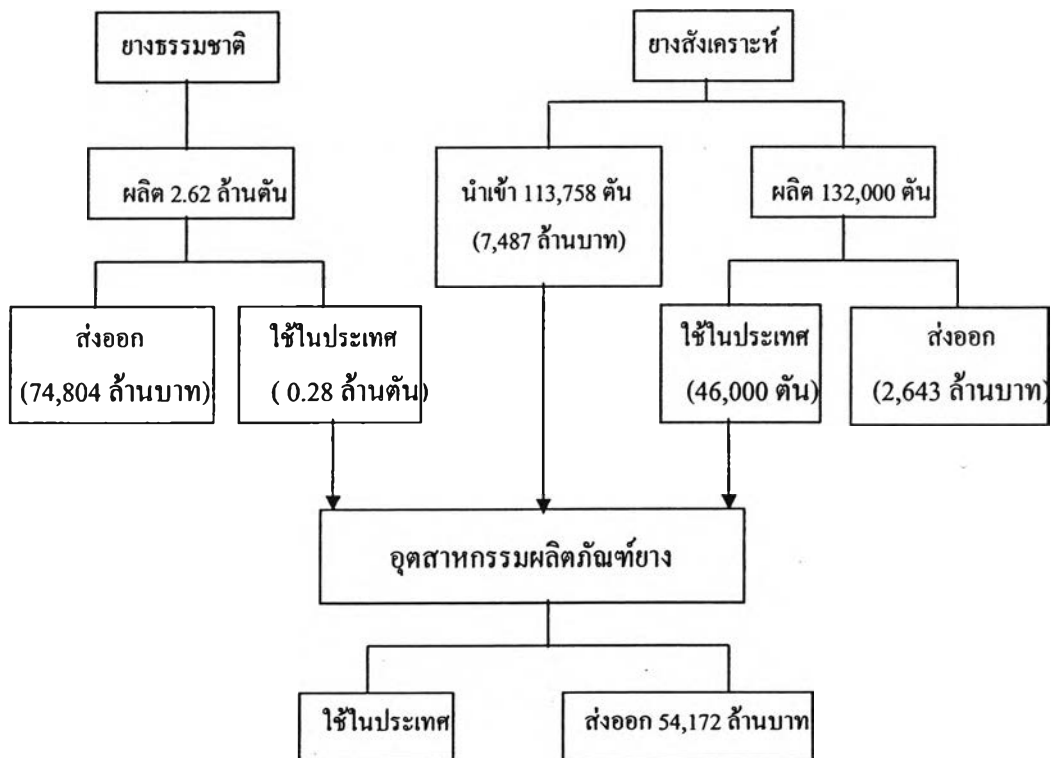 ยางธรรมชาติ
ยางสังเคราะห์
ผลิต 2.62 ล้านตัน
นำเข้า 113,758 ตัน
(7,487 ล้านบาท)
ผลิต 132,000 ตัน
ส่งออก
(74,804 ล้านบาท)
ใช้ในประเทศ
( 0.28 ล้านตัน)
ใช้ในประเทศ
(46,000 ตัน)
ส่งออก
(2,643 ล้านบาท)
อุตสาหกรรมผลิตภัณฑ์ยาง
ใช้ในประเทศ
ส่งออก 54,172 ล้านบาท